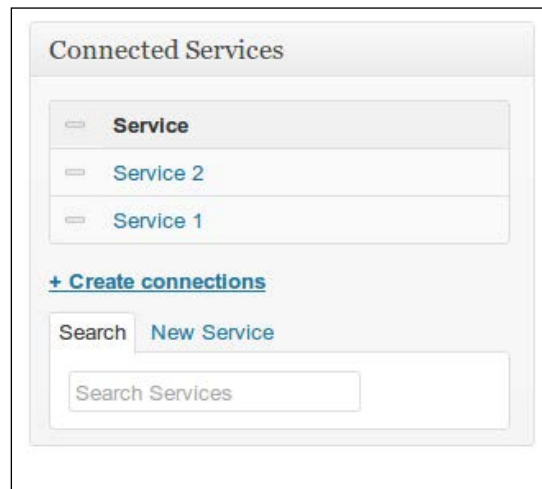 Connected Services
Service
Service 2
Service 1
+ Create connections
Search New Service
Search Services